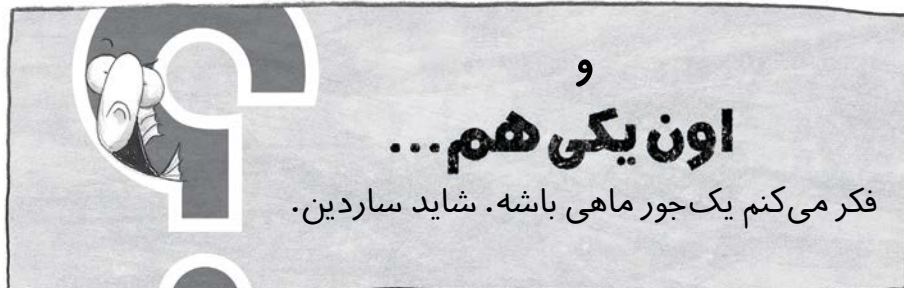 و
اون یکی هم...
فکر می‌کنم یک‌جور ماهی باشه. شاید ساردین.